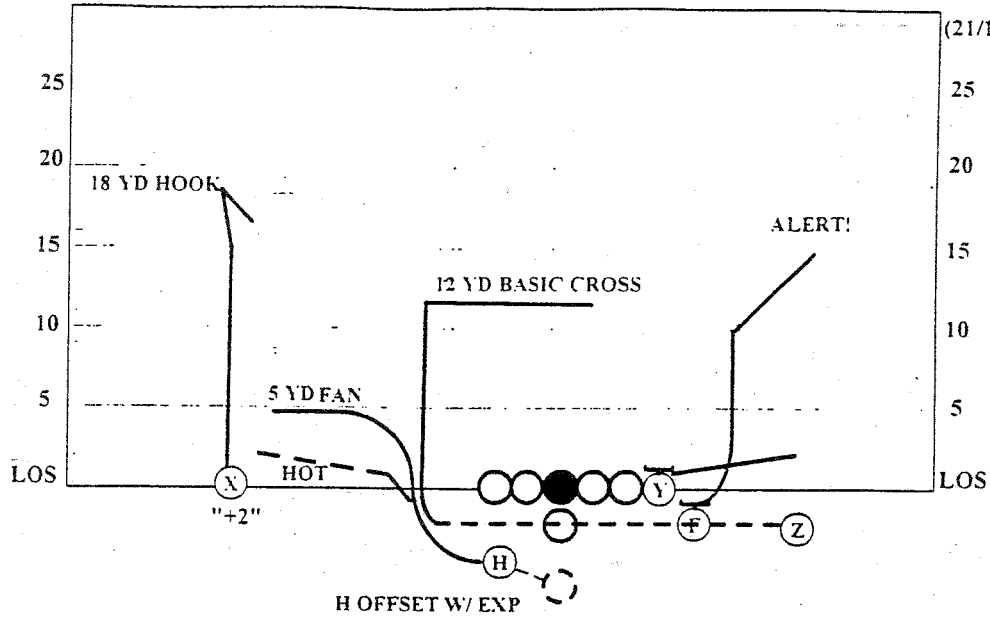 (21/1
25 25
20 20
18 YD HOOK
ALERT!
15 15
12 YD BASIC CROSS
10 10
5 YD FAN
5 5
HOT
LOS X Y LOS
"+2"
F Z
H
H OFFSET W/ EXP